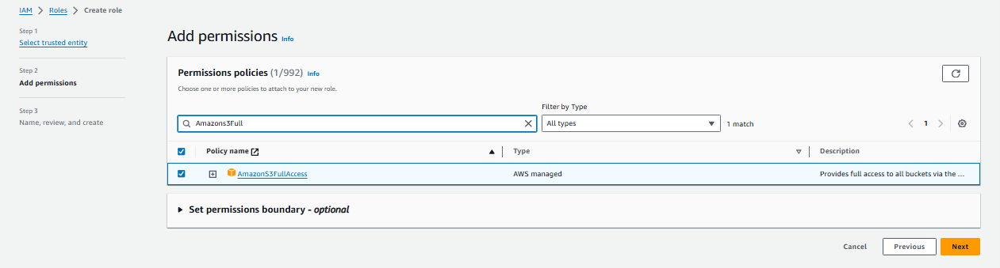 IAM > Roles > Create role
Step 1
Select trusted entity
Step 2
Add permissions
Step 3
Name, review, and create
Add permissions Info
Permissions policies (1/992) Info
Choose one or more policies to attach to your new role.
Filter by Type
Amazons3Full
All types
1 match
1
Policy name
Type
Description
AmazonS3FullAccess
AWS managed
Provides full access to all buckets via the ...
Set permissions boundary - optional
Cancel
Previous
Next